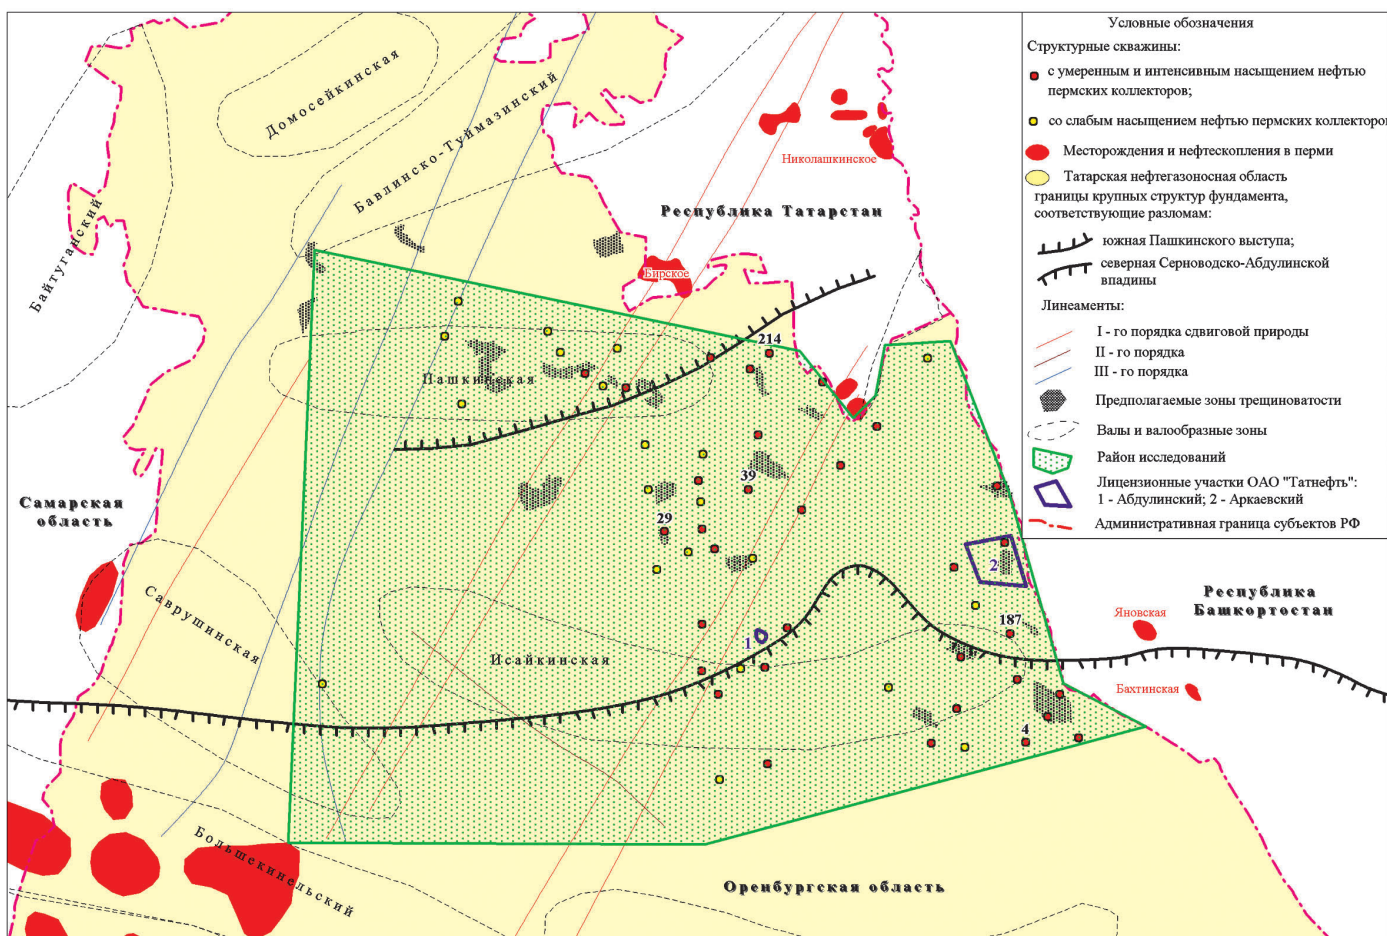 Условные обозначения
Структурные скважины:
с умеренным и интенсивным насыщением нефтью
пермских коллекторов;
со слабым насыщением нефтью пермских коллекторов
Месторождения и нефтескопления в перми
Татарская нефтегазоносная область
границы крупных структур фундамента,
соответствующие разломам:
южная Пашкинского выступа;
северная Серноводско-Абдулинской
впадины
Линеаменты:
I - го порядка сдвиговой природы
II - го порядка
III - го порядка
Предполагаемые зоны трещиноватости
Валы и валообразные зоны
Район исследований
Лицензионные участки ОАО "Татнефть":
1 - Абдулинский; 2 - Аркаевский
Административная граница субъектов РФ
Домосейкинская
Бавлинско-Туймазинский
Байтуганский
Николашкинское
Республика Татарстан
Бирское
214
Пашкинская
39
29
Самарская
область
2
Республика
Башкортостан
Яновская
187
Саврушинская
1
Исайкинская
Бахтинская
4
Большекинельский
Оренбургская область